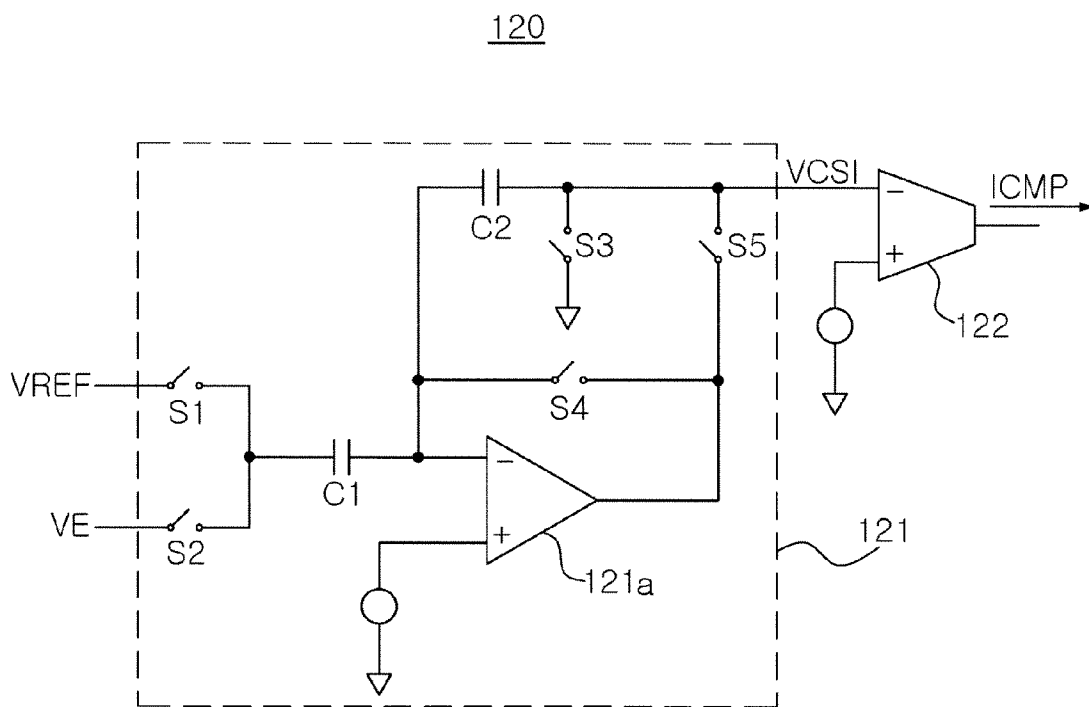 120
VCSI
ICMP
−
+
122
C2
S3
S5
VREF
S1
S4
C1
−
+
VE
S2
121a
121